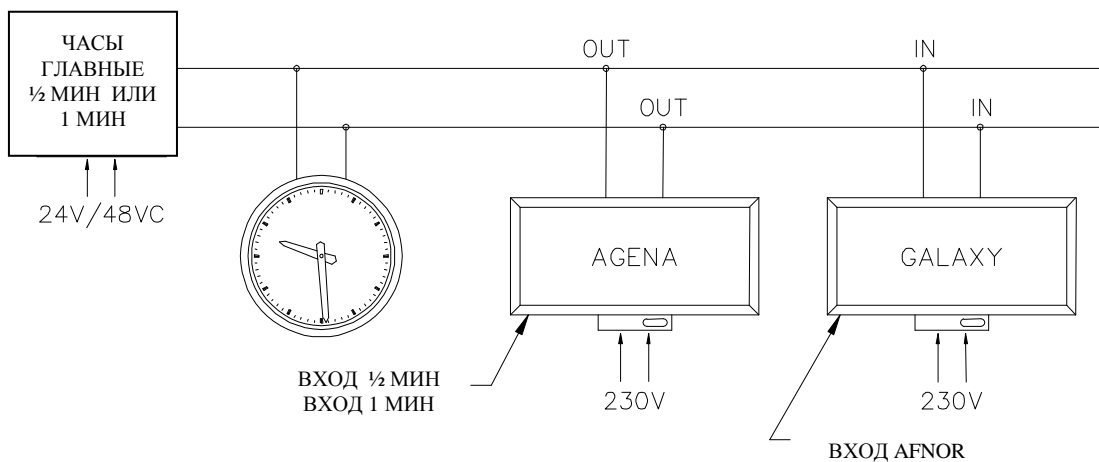 ЧАСЫ
ГЛАВНЫЕ
½ МИН ИЛИ
1 МИН
OUT
IN
OUT
IN
24V/48VC
AGENA
GALAXY
ВХОД ½ МИН
ВХОД 1 МИН
230V
230V
ВХОД AFNOR